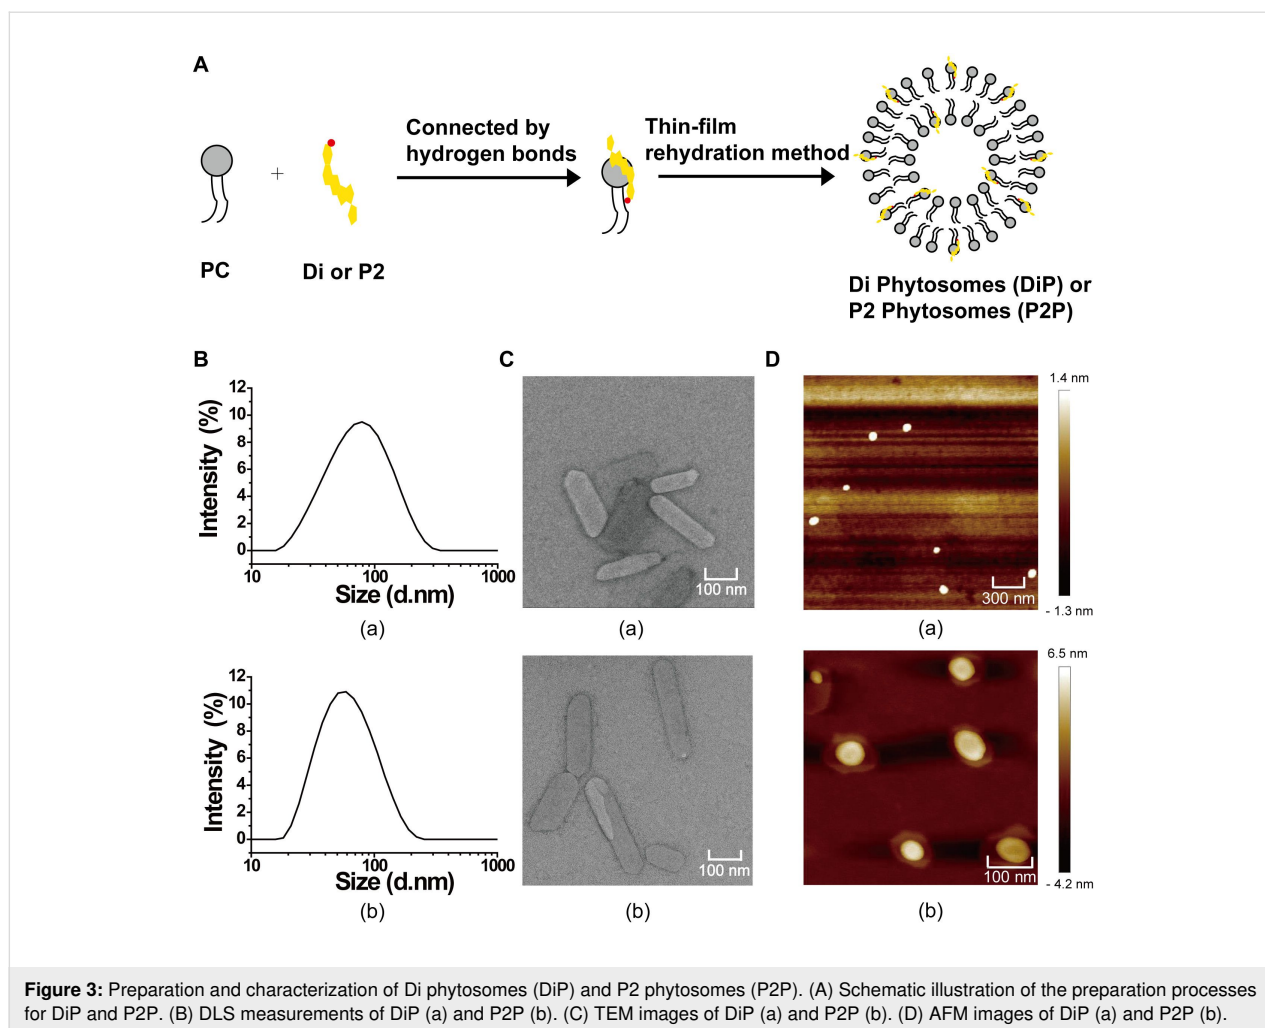 A
Connected by
hydrogen bonds
Thin-film
rehydration method
+
PC
Di or P2
Di Phytosomes (DiP) or
P2 Phytosomes (P2P)
B
C
D
12
10
8
6
4
2
0
Intensity (%)
10
100
1000
Size (d.nm)
(a)
100 nm
(a)
1.4 nm
300 nm
- 1.3 nm
(a)
12
10
8
6
4
2
0
Intensity (%)
10
100
1000
Size (d.nm)
(b)
100 nm
(b)
6.5 nm
100 nm
- 4.2 nm
(b)
Figure 3: Preparation and characterization of Di phytosomes (DiP) and P2 phytosomes (P2P). (A) Schematic illustration of the preparation processes
for DiP and P2P. (B) DLS measurements of DiP (a) and P2P (b). (C) TEM images of DiP (a) and P2P (b). (D) AFM images of DiP (a) and P2P (b).